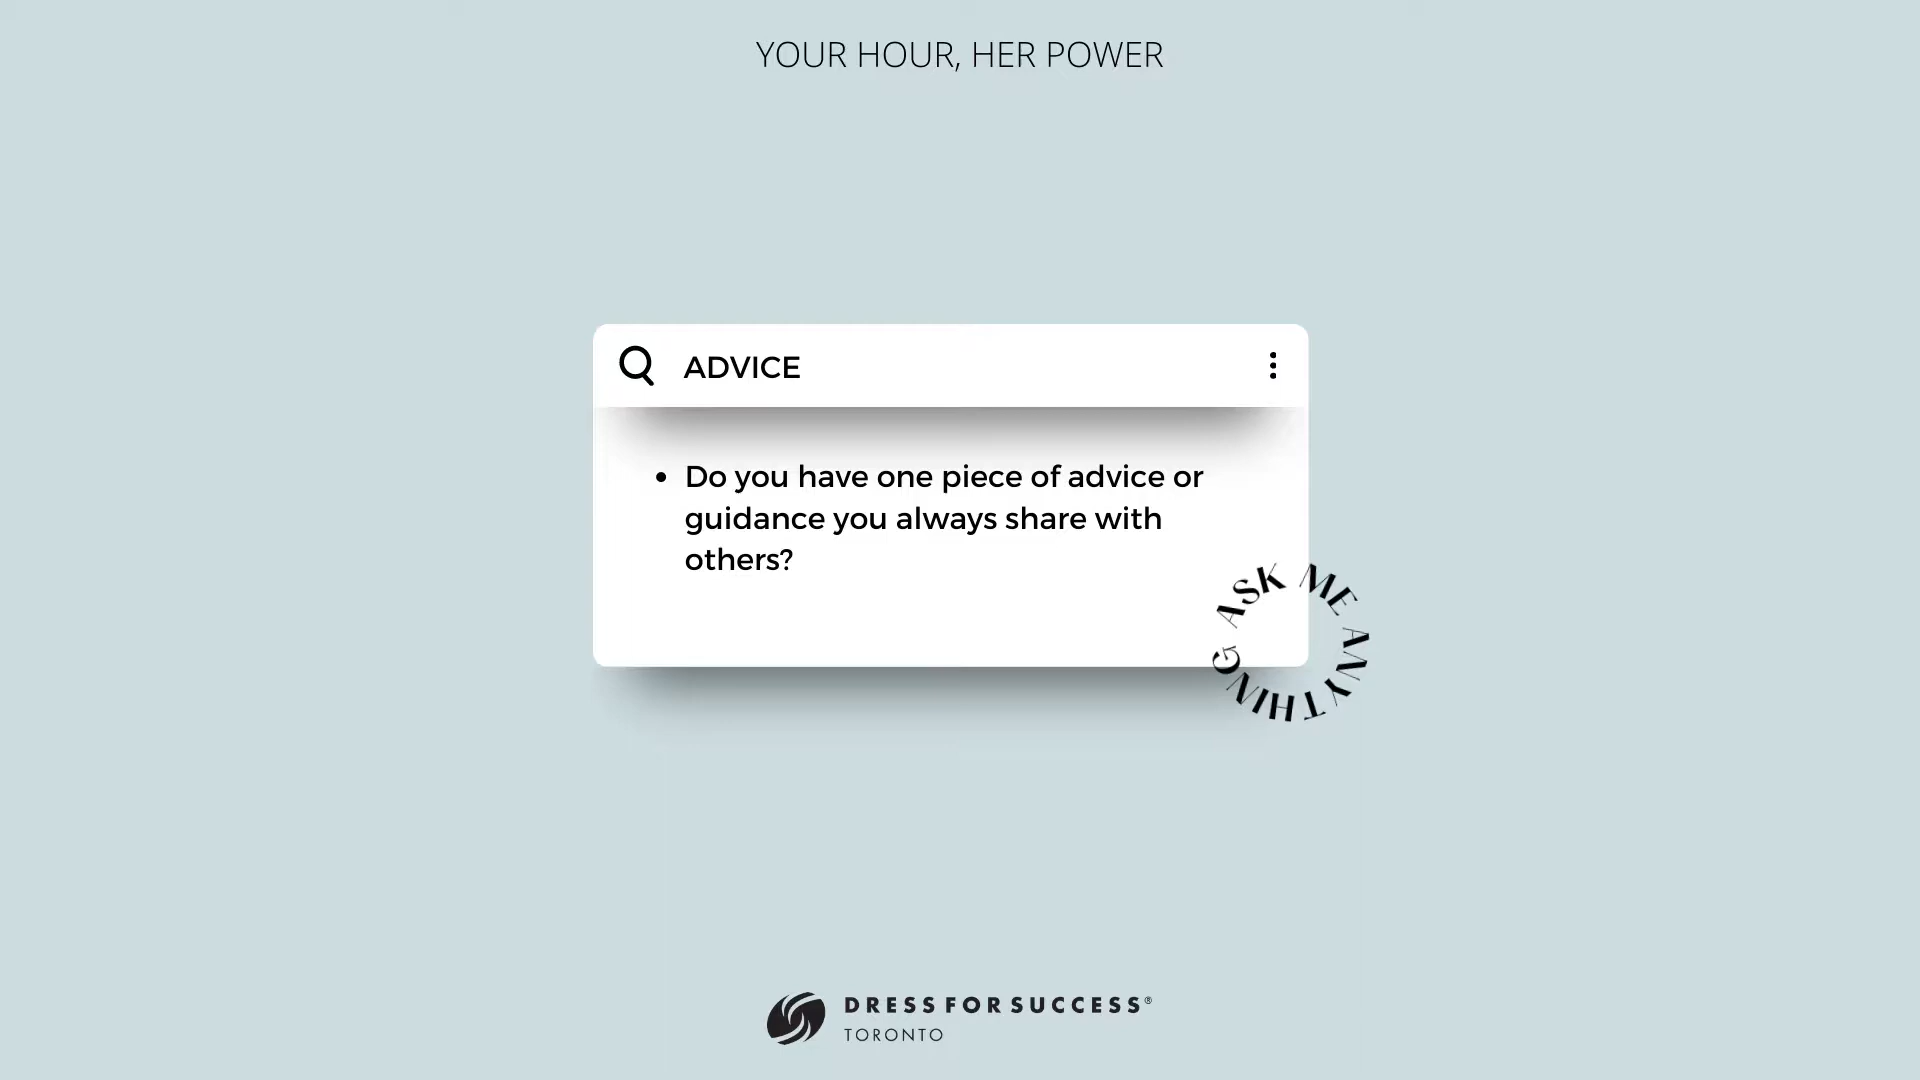 YOUR HOUR, HER POWER
ADVICE
• Do you have one piece of advice or
guidance you always share with
others?
ASK ME ANYTHING
DRESS FOR SUCCESS®
TORONTO